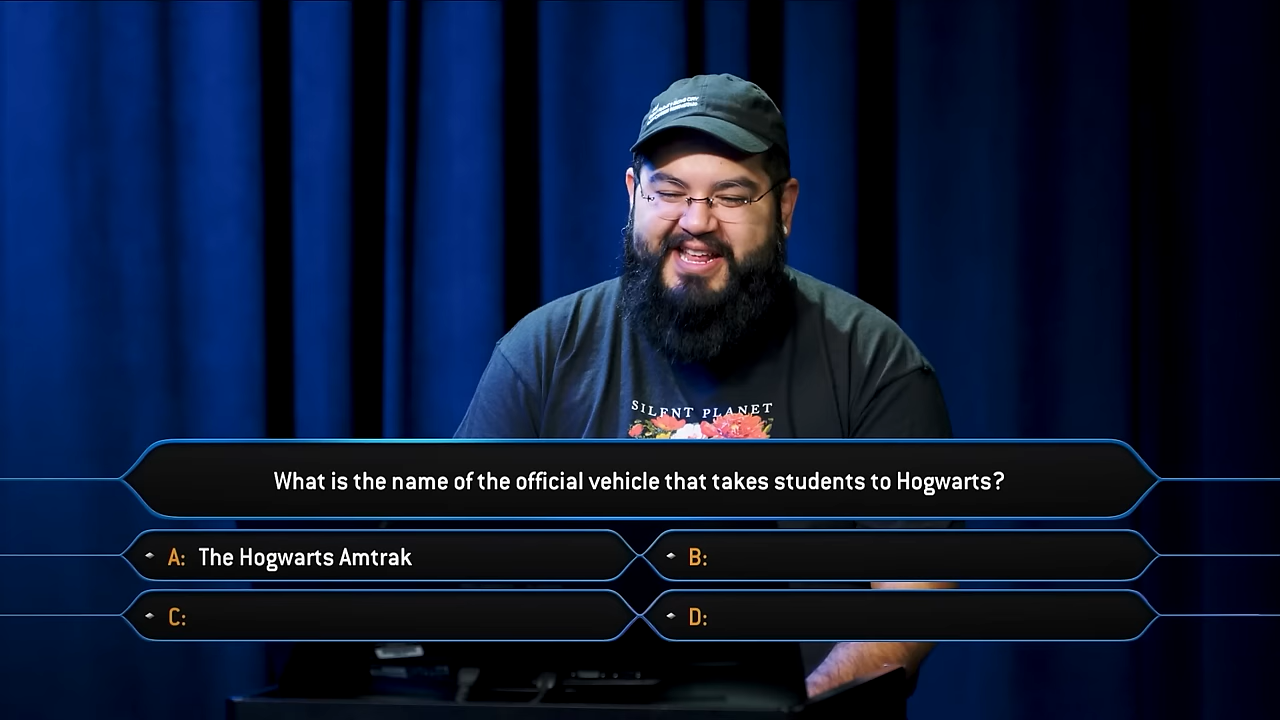 SILENT PLANET
What is the name of the official vehicle that takes students to Hogwarts?
A: The Hogwarts Amtrak
B:
C:
D: